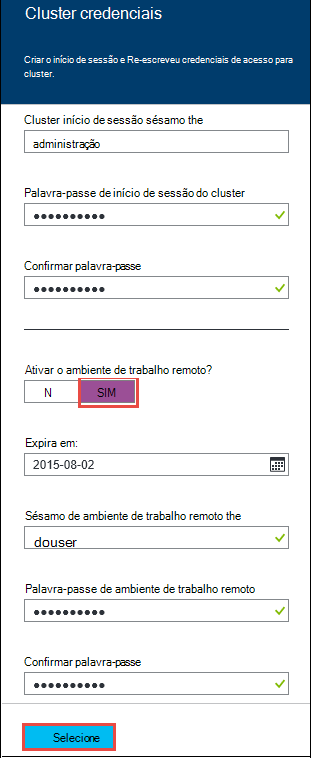 Cluster credenciais
Criar o início de sessão e Re-escreveu credenciais de acesso para
cluster.
Cluster início de sessão sésamo the
administração
Palavra-passe de início de sessão do cluster
●●●●●●●●●●
Confirmar palavra-passe
●●●●●●●●●●
Ativar o ambiente de trabalho remoto?
N SIM
Expira em:
2015-08-02
Sésamo de ambiente de trabalho remoto the
douser
Palavra-passe de ambiente de trabalho remoto
●●●●●●●●●●
Confirmar palavra-passe
●●●●●●●●●●
Selecione